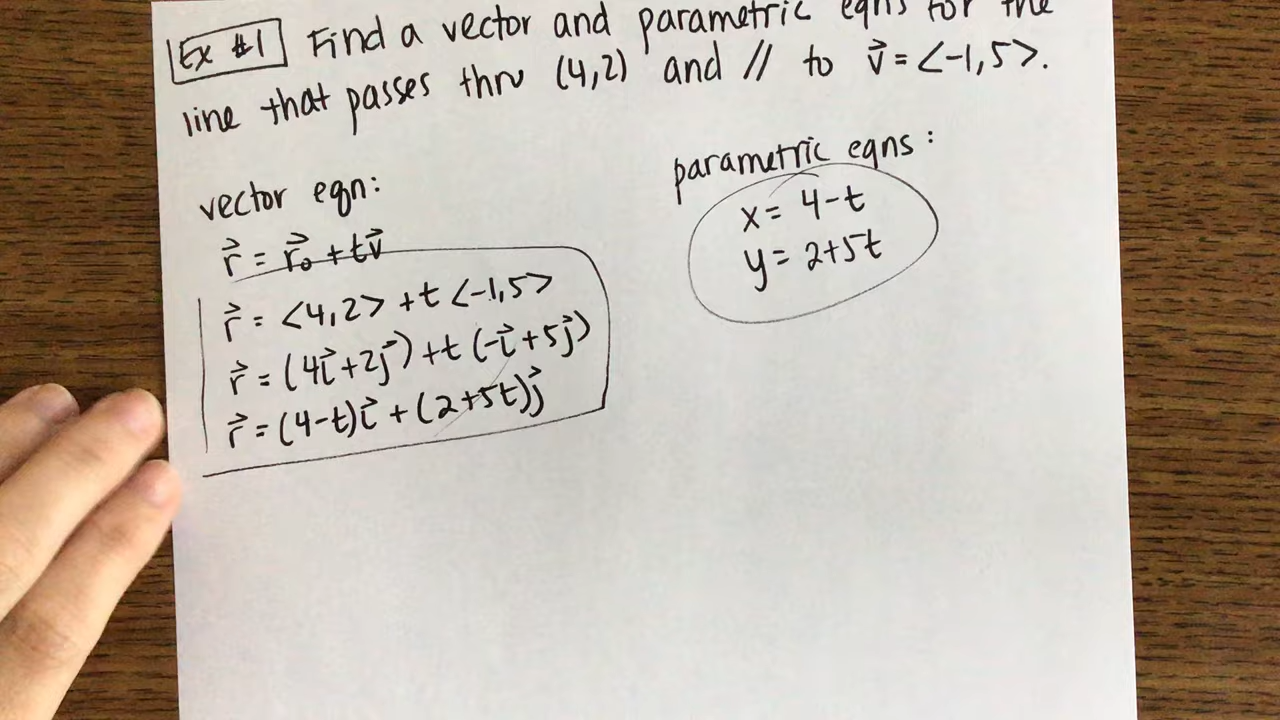 Ex #1 Find a vector and parametric eqns for the
line that passes thru (4,2) and // to v⃗ = <-1,5>.
vector eqn:
r⃗ = r⃗₀ + tv⃗
r⃗ = <4,2> + t <-1,5>
r⃗ = (4i⃗+2j⃗) + t (-i⃗+5j⃗)
r⃗ = (4-t)i⃗ + (2+5t)j⃗
parametric eqns:
x = 4-t
y = 2+5t